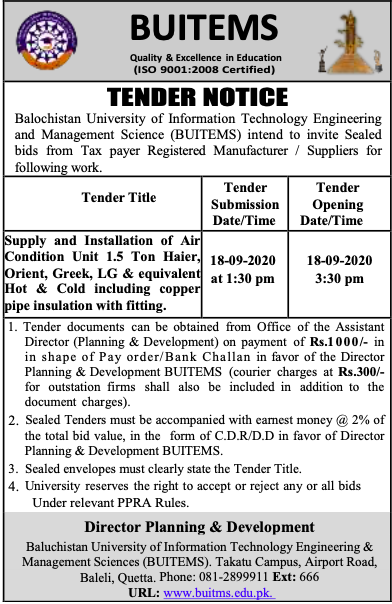 BUITEMS
Quality & Excellence in Education
(ISO 9001:2008 Certified)
TENDER NOTICE
Balochistan University of Information Technology Engineering
and Management Science (BUITEMS) intend to invite Sealed
bids from Tax payer Registered Manufacturer / Suppliers for
following work.
Tender Title
Tender
Submission
Date/Time
Tender
Opening
Date/Time
Supply and Installation of Air
Condition Unit 1.5 Ton Haier,
Orient, Greek, LG & equivalent
Hot & Cold including copper
pipe insulation with fitting.
18-09-2020
at 1:30 pm
18-09-2020
3:30 pm
1. Tender documents can be obtained from Office of the Assistant
Director (Planning & Development) on payment of Rs.1000/- in
in shape of Pay order/Bank Challan in favor of the Director
Planning & Development BUITEMS (courier charges at Rs.300/-
for outstation firms shall also be included in addition to the
document charges).
2. Sealed Tenders must be accompanied with earnest money @ 2% of
the total bid value, in the form of C.D.R/D.D in favor of Director
Planning & Development BUITEMS.
3. Sealed envelopes must clearly state the Tender Title.
4. University reserves the right to accept or reject any or all bids
Under relevant PPRA Rules.
Director Planning & Development
Baluchistan University of Information Technology Engineering &
Management Sciences (BUITEMS). Takatu Campus, Airport Road,
Baleli, Quetta. Phone: 081-2899911 Ext: 666
URL: www.buitms.edu.pk.